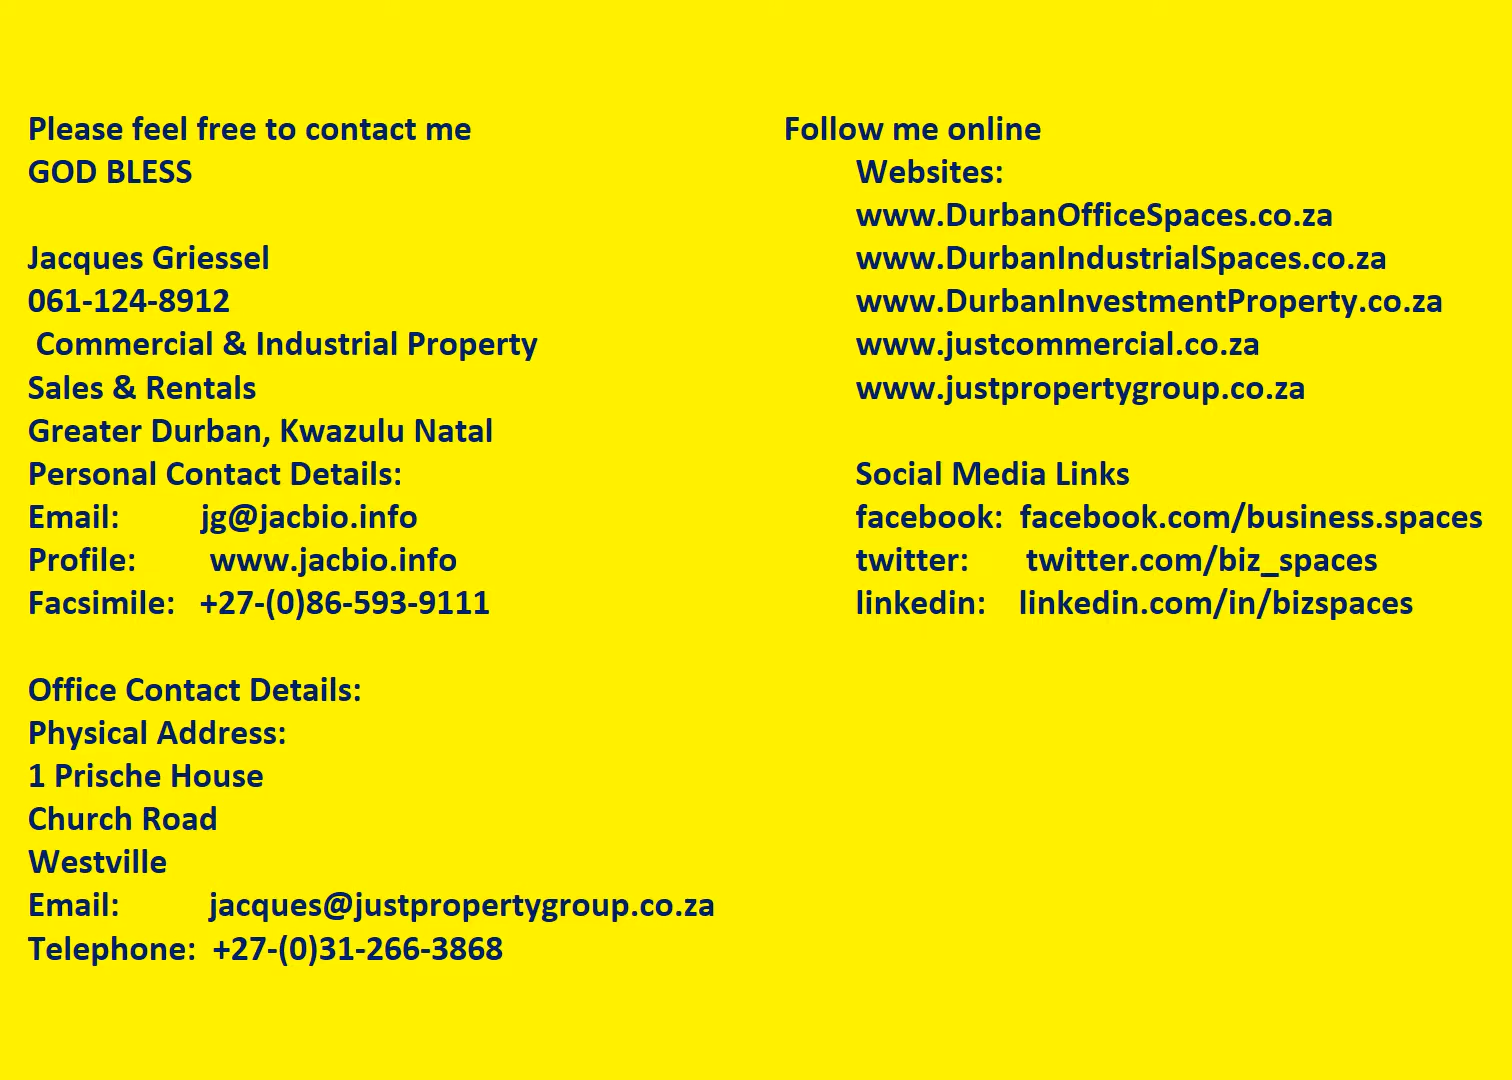 Please feel free to contact me
GOD BLESS
Jacques Griessel
061-124-8912
Commercial & Industrial Property
Sales & Rentals
Greater Durban, Kwazulu Natal
Personal Contact Details:
Email: jg@jacbio.info
Profile: www.jacbio.info
Facsimile: +27-(0)86-593-9111
Office Contact Details:
Physical Address:
1 Prische House
Church Road
Westville
Email: jacques@justpropertygroup.co.za
Telephone: +27-(0)31-266-3868
Follow me online
Websites:
www.DurbanOfficeSpaces.co.za
www.DurbanIndustrialSpaces.co.za
www.DurbanInvestmentProperty.co.za
www.justcommercial.co.za
www.justpropertygroup.co.za
Social Media Links
facebook: facebook.com/business.spaces
twitter: twitter.com/biz_spaces
linkedin: linkedin.com/in/bizspaces